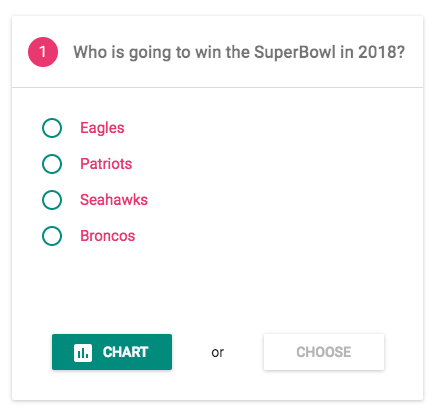 1 Who is going to win the SuperBowl in 2018?
Eagles
Patriots
Seahawks
Broncos
CHART or CHOOSE